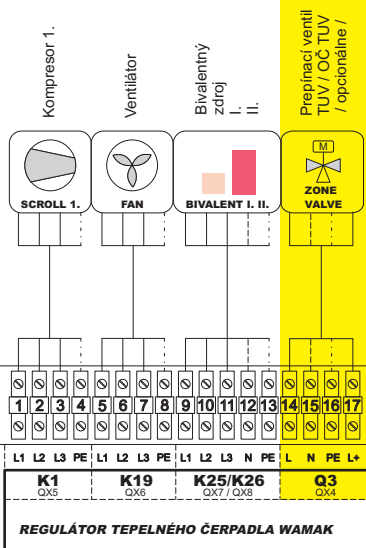 Kompresor 1.
Ventilátor
Bivalentný
zdroj
I.
II.
Prepínací ventil
TUV / OČ TUV
/ opcionálne /
SCROLL 1.
FAN
BIVALENT I. II.
M
ZONE
VALVE
1 2 3 4 5 6 7 8 9 10 11 12 13 14 15 16 17
L1 L2 L3 PE L1 L2 L3 PE L1 L2 L3 N PE L N PE L+
K1 K19 K25/K26 Q3
QX5 QX6 QX7 / QX8 QX4
REGULÁTOR TEPELNÉHO ČERPADLA WAMAK